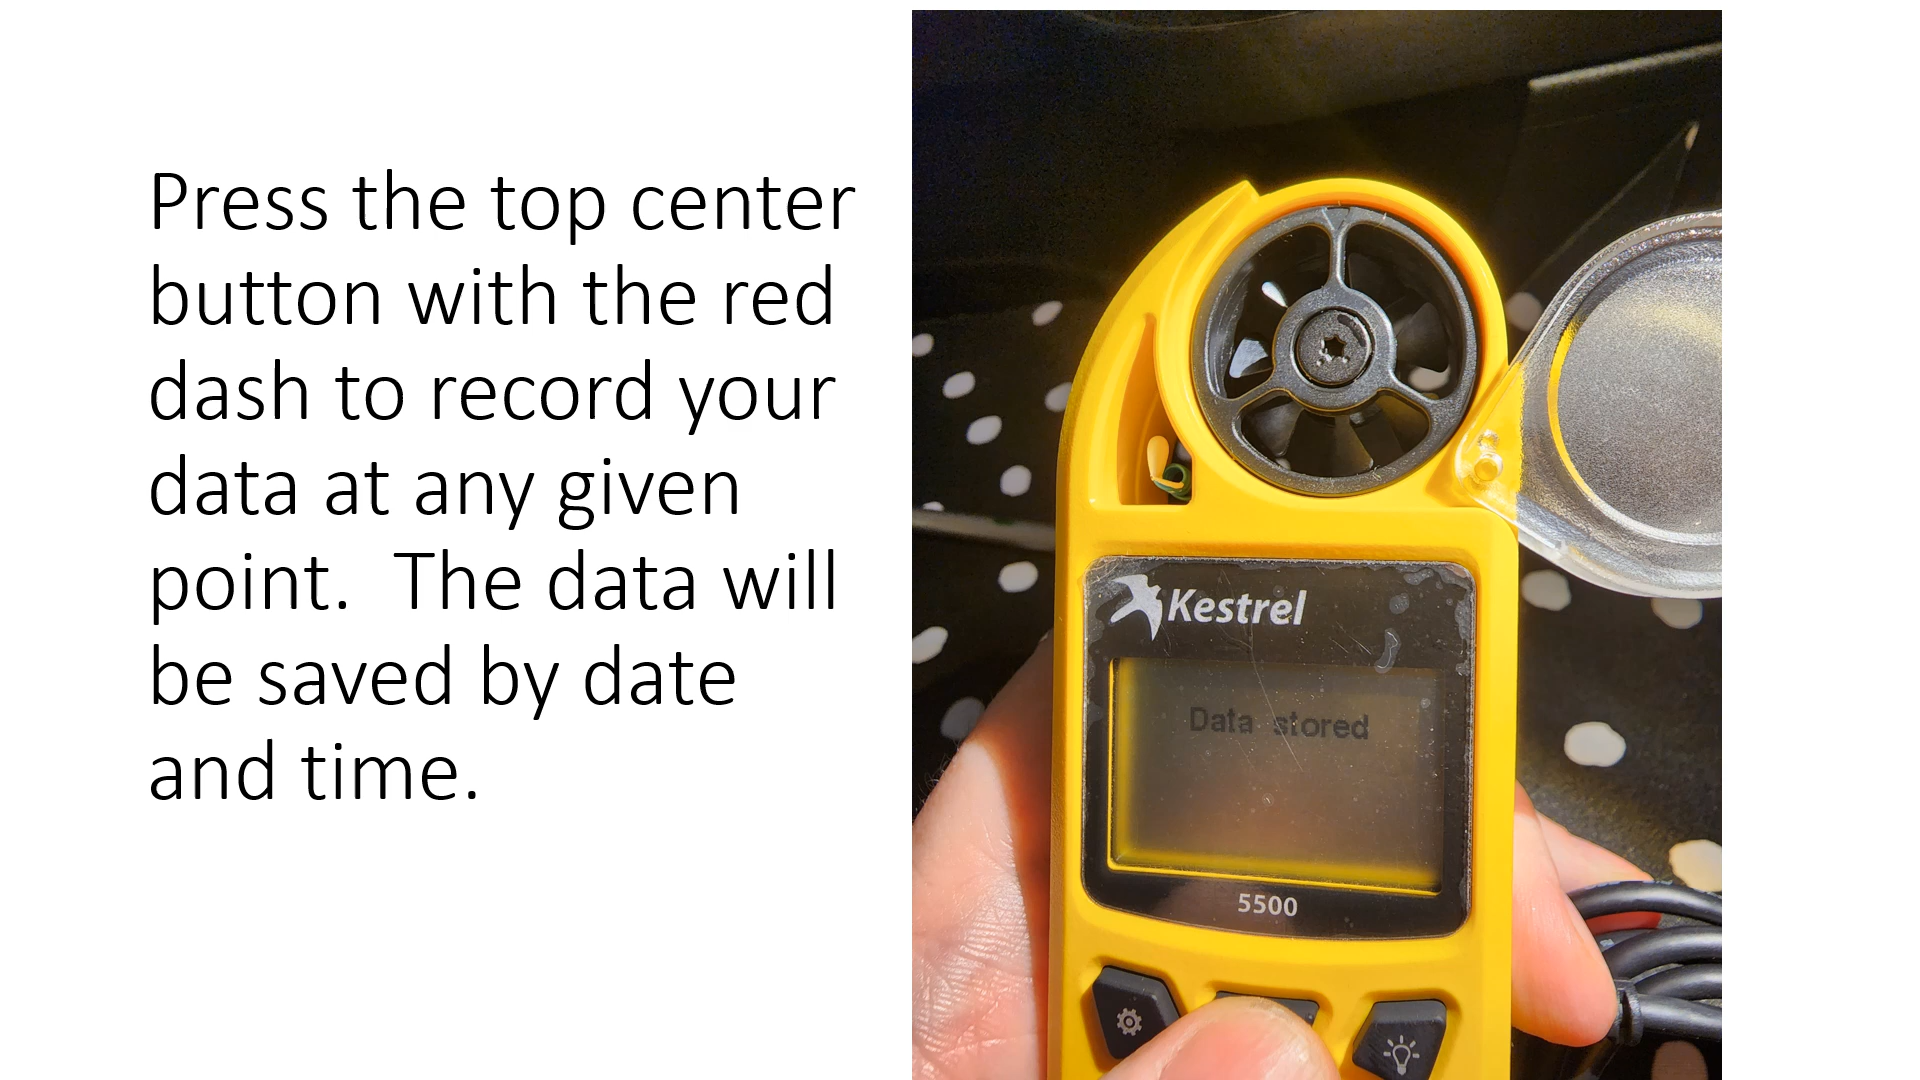 Press the top center
button with the red
dash to record your
data at any given
point.  The data will
be saved by date
and time.
Kestrel
Data stored
5500